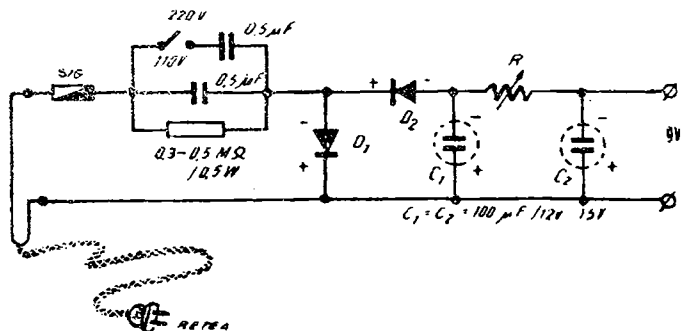 220V
0,5µF
110V
SIG
0,5µF
0,3-0,5 MΩ
/0,5W
-
D1
+
+
-
D2
-
C1
+
R
-
C2
+
9V
C1 = C2 = 100 µF /12V 15V